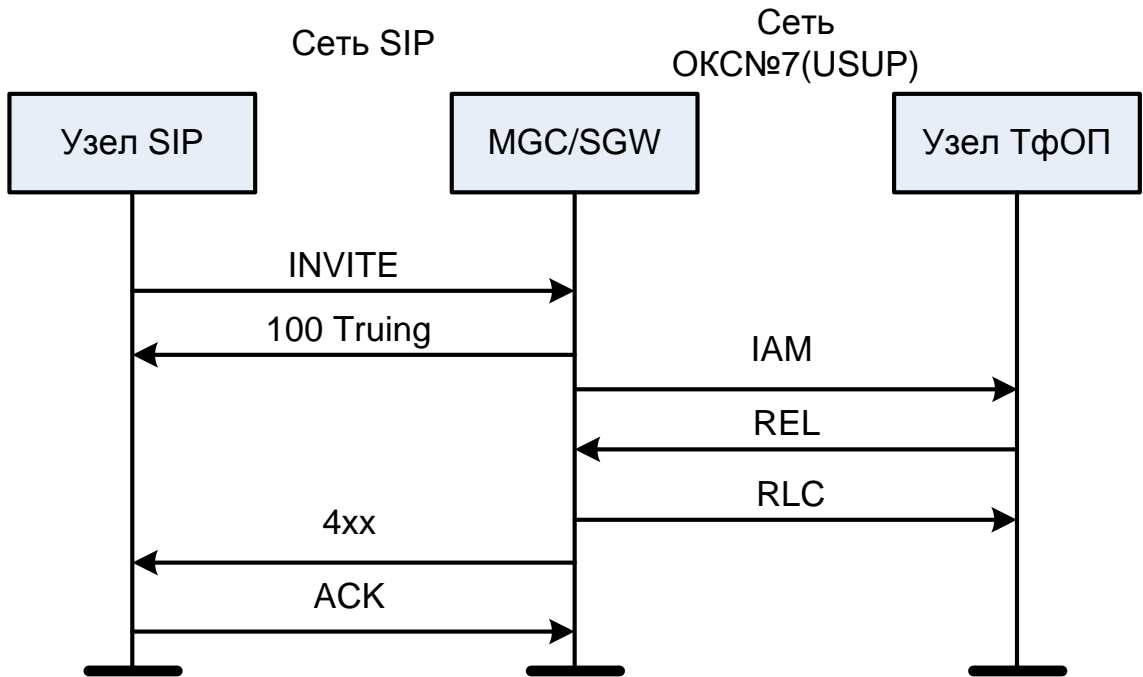 Сеть SIP
Сеть
ОКС№7(USUP)
Узел SIP
MGC/SGW
Узел ТфОП
INVITE
100 Truing
IAM
REL
RLC
4xx
ACK